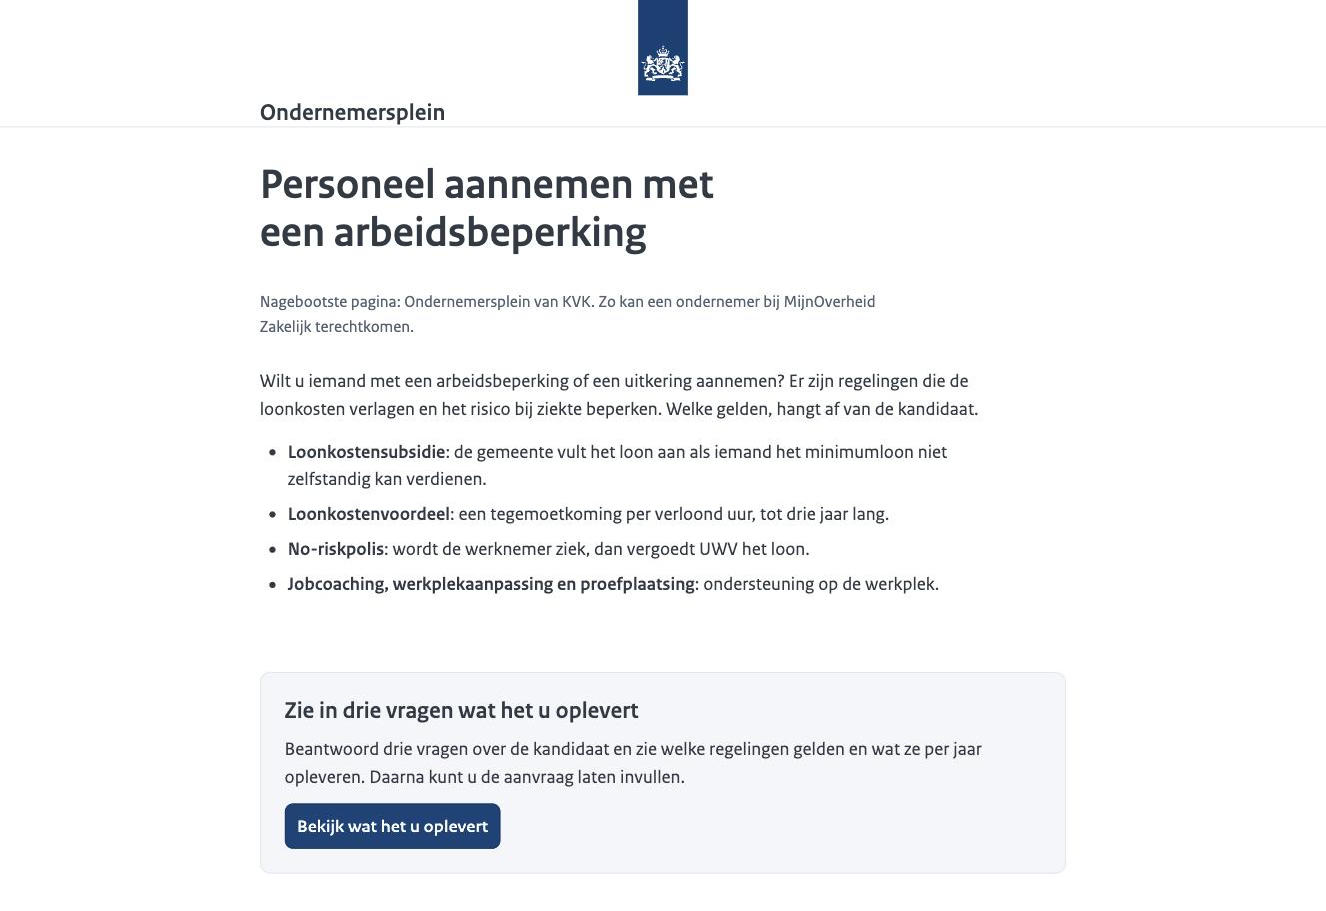 Ondernemersplein
Personeel aannemen met
een arbeidsbeperking
Nagebootste pagina: Ondernemersplein van KVK. Zo kan een ondernemer bij MijnOverheid
Zakelijk terechtkomen.
Wilt u iemand met een arbeidsbeperking of een uitkering aannemen? Er zijn regelingen die de
loonkosten verlagen en het risico bij ziekte beperken. Welke gelden, hangt af van de kandidaat.
• Loonkostensubsidie: de gemeente vult het loon aan als iemand het minimumloon niet
zelfstandig kan verdienen.
• Loonkostenvoordeel: een tegemoetkoming per verloond uur, tot drie jaar lang.
• No-riskpolis: wordt de werknemer ziek, dan vergoedt UWV het loon.
• Jobcoaching, werkplekaanpassing en proefplaatsing: ondersteuning op de werkplek.
Zie in drie vragen wat het u oplevert
Beantwoord drie vragen over de kandidaat en zie welke regelingen gelden en wat ze per jaar
opleveren. Daarna kunt u de aanvraag laten invullen.
Bekijk wat het u oplevert